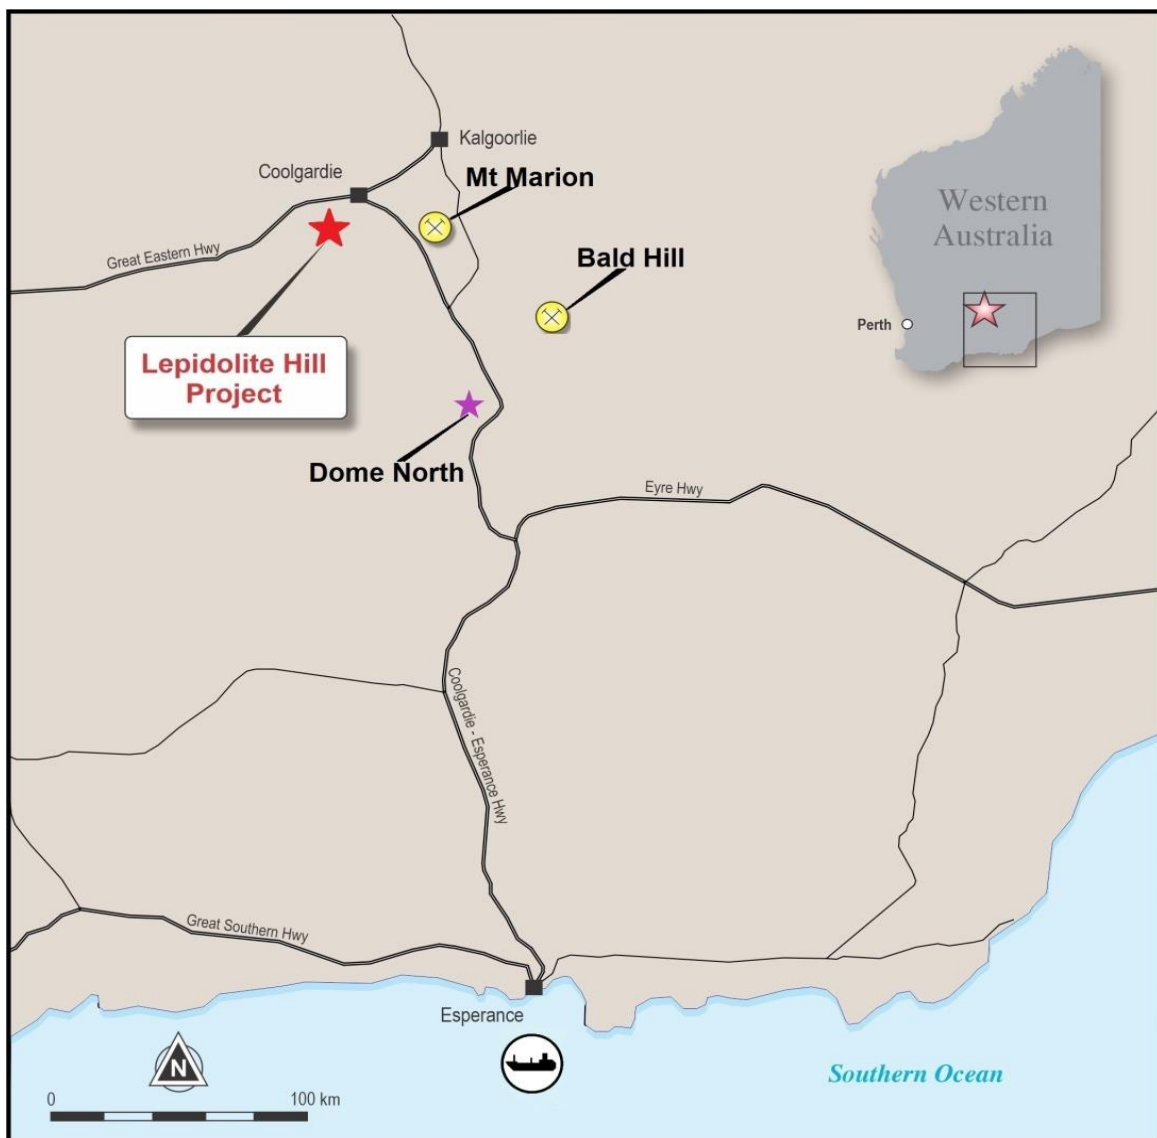 Kalgoorlie
Coolgardie
Mt Marion
Western
Australia
Great Eastern Hwy
Bald Hill
Perth
Lepidolite Hill
Project
Dome North
Eyre Hwy
Coolgardie - Esperance Hwy
Great Southern Hwy
Esperance
N
Southern Ocean
0
100 km